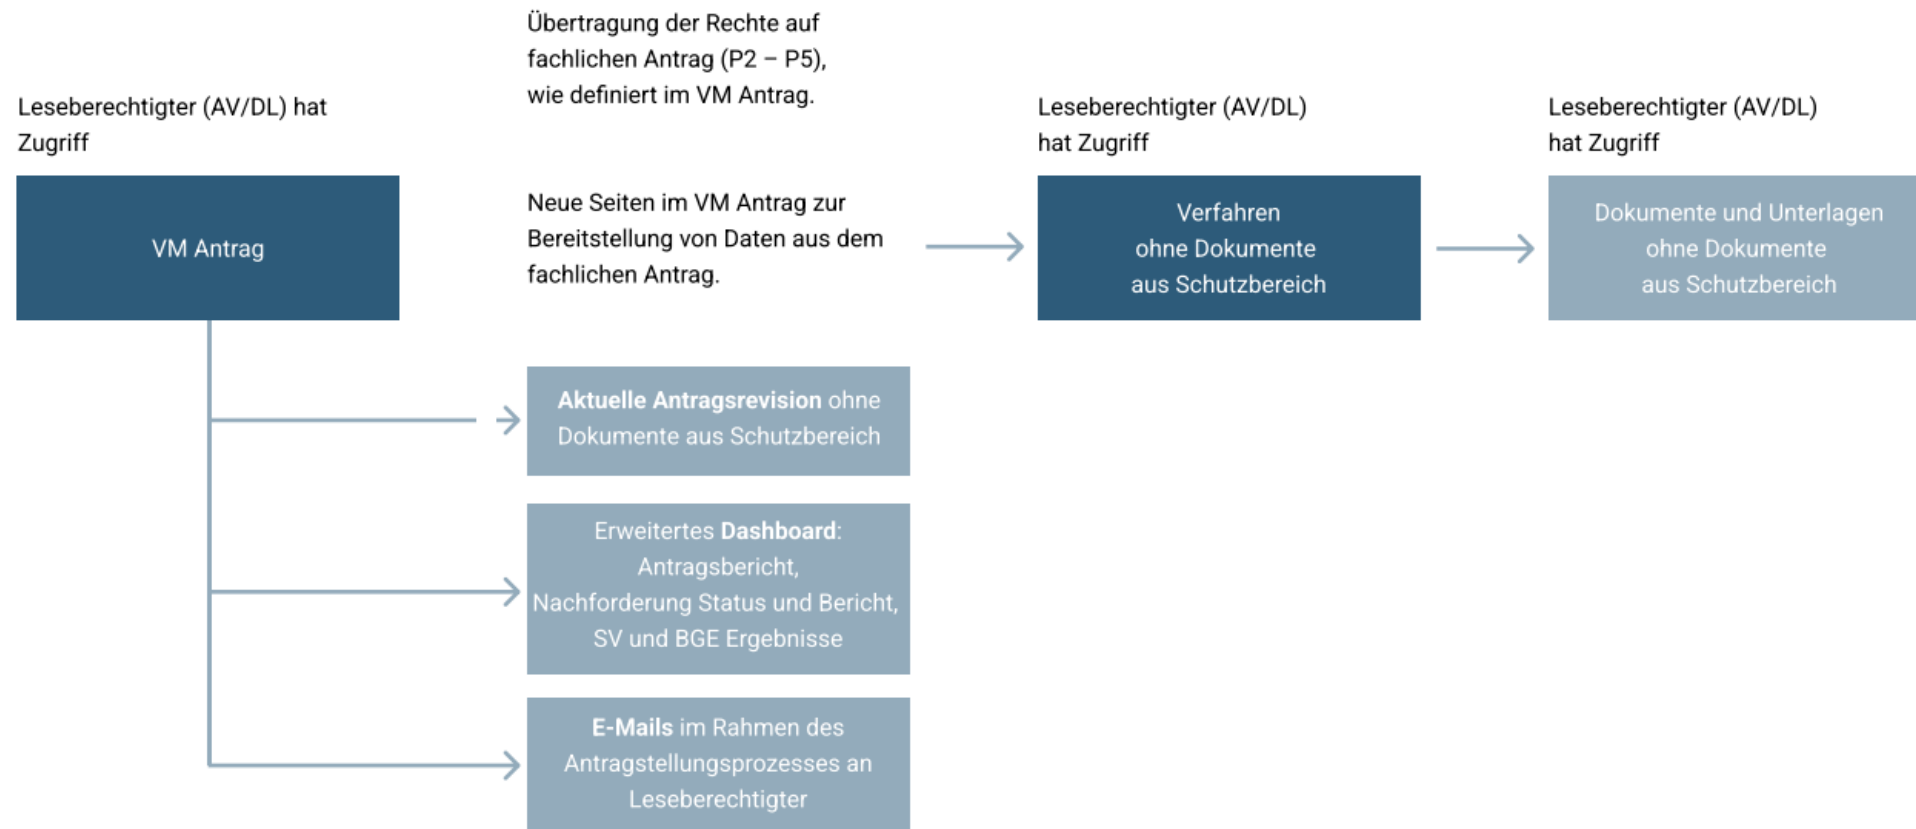 Leseberechtigter (AV/DL) hat
Zugriff
VM Antrag
Übertragung der Rechte auf
fachlichen Antrag (P2 – P5),
wie definiert im VM Antrag.
Neue Seiten im VM Antrag zur
Bereitstellung von Daten aus dem
fachlichen Antrag.
Aktuelle Antragsrevision ohne
Dokumente aus Schutzbereich
Erweitertes Dashboard:
Antragsbericht,
Nachforderung Status und Bericht,
SV und BGE Ergebnisse
E-Mails im Rahmen des
Antragstellungsprozesses an
Leseberechtigter
Leseberechtigter (AV/DL)
hat Zugriff
Verfahren
ohne Dokumente
aus Schutzbereich
Leseberechtigter (AV/DL)
hat Zugriff
Dokumente und Unterlagen
ohne Dokumente
aus Schutzbereich